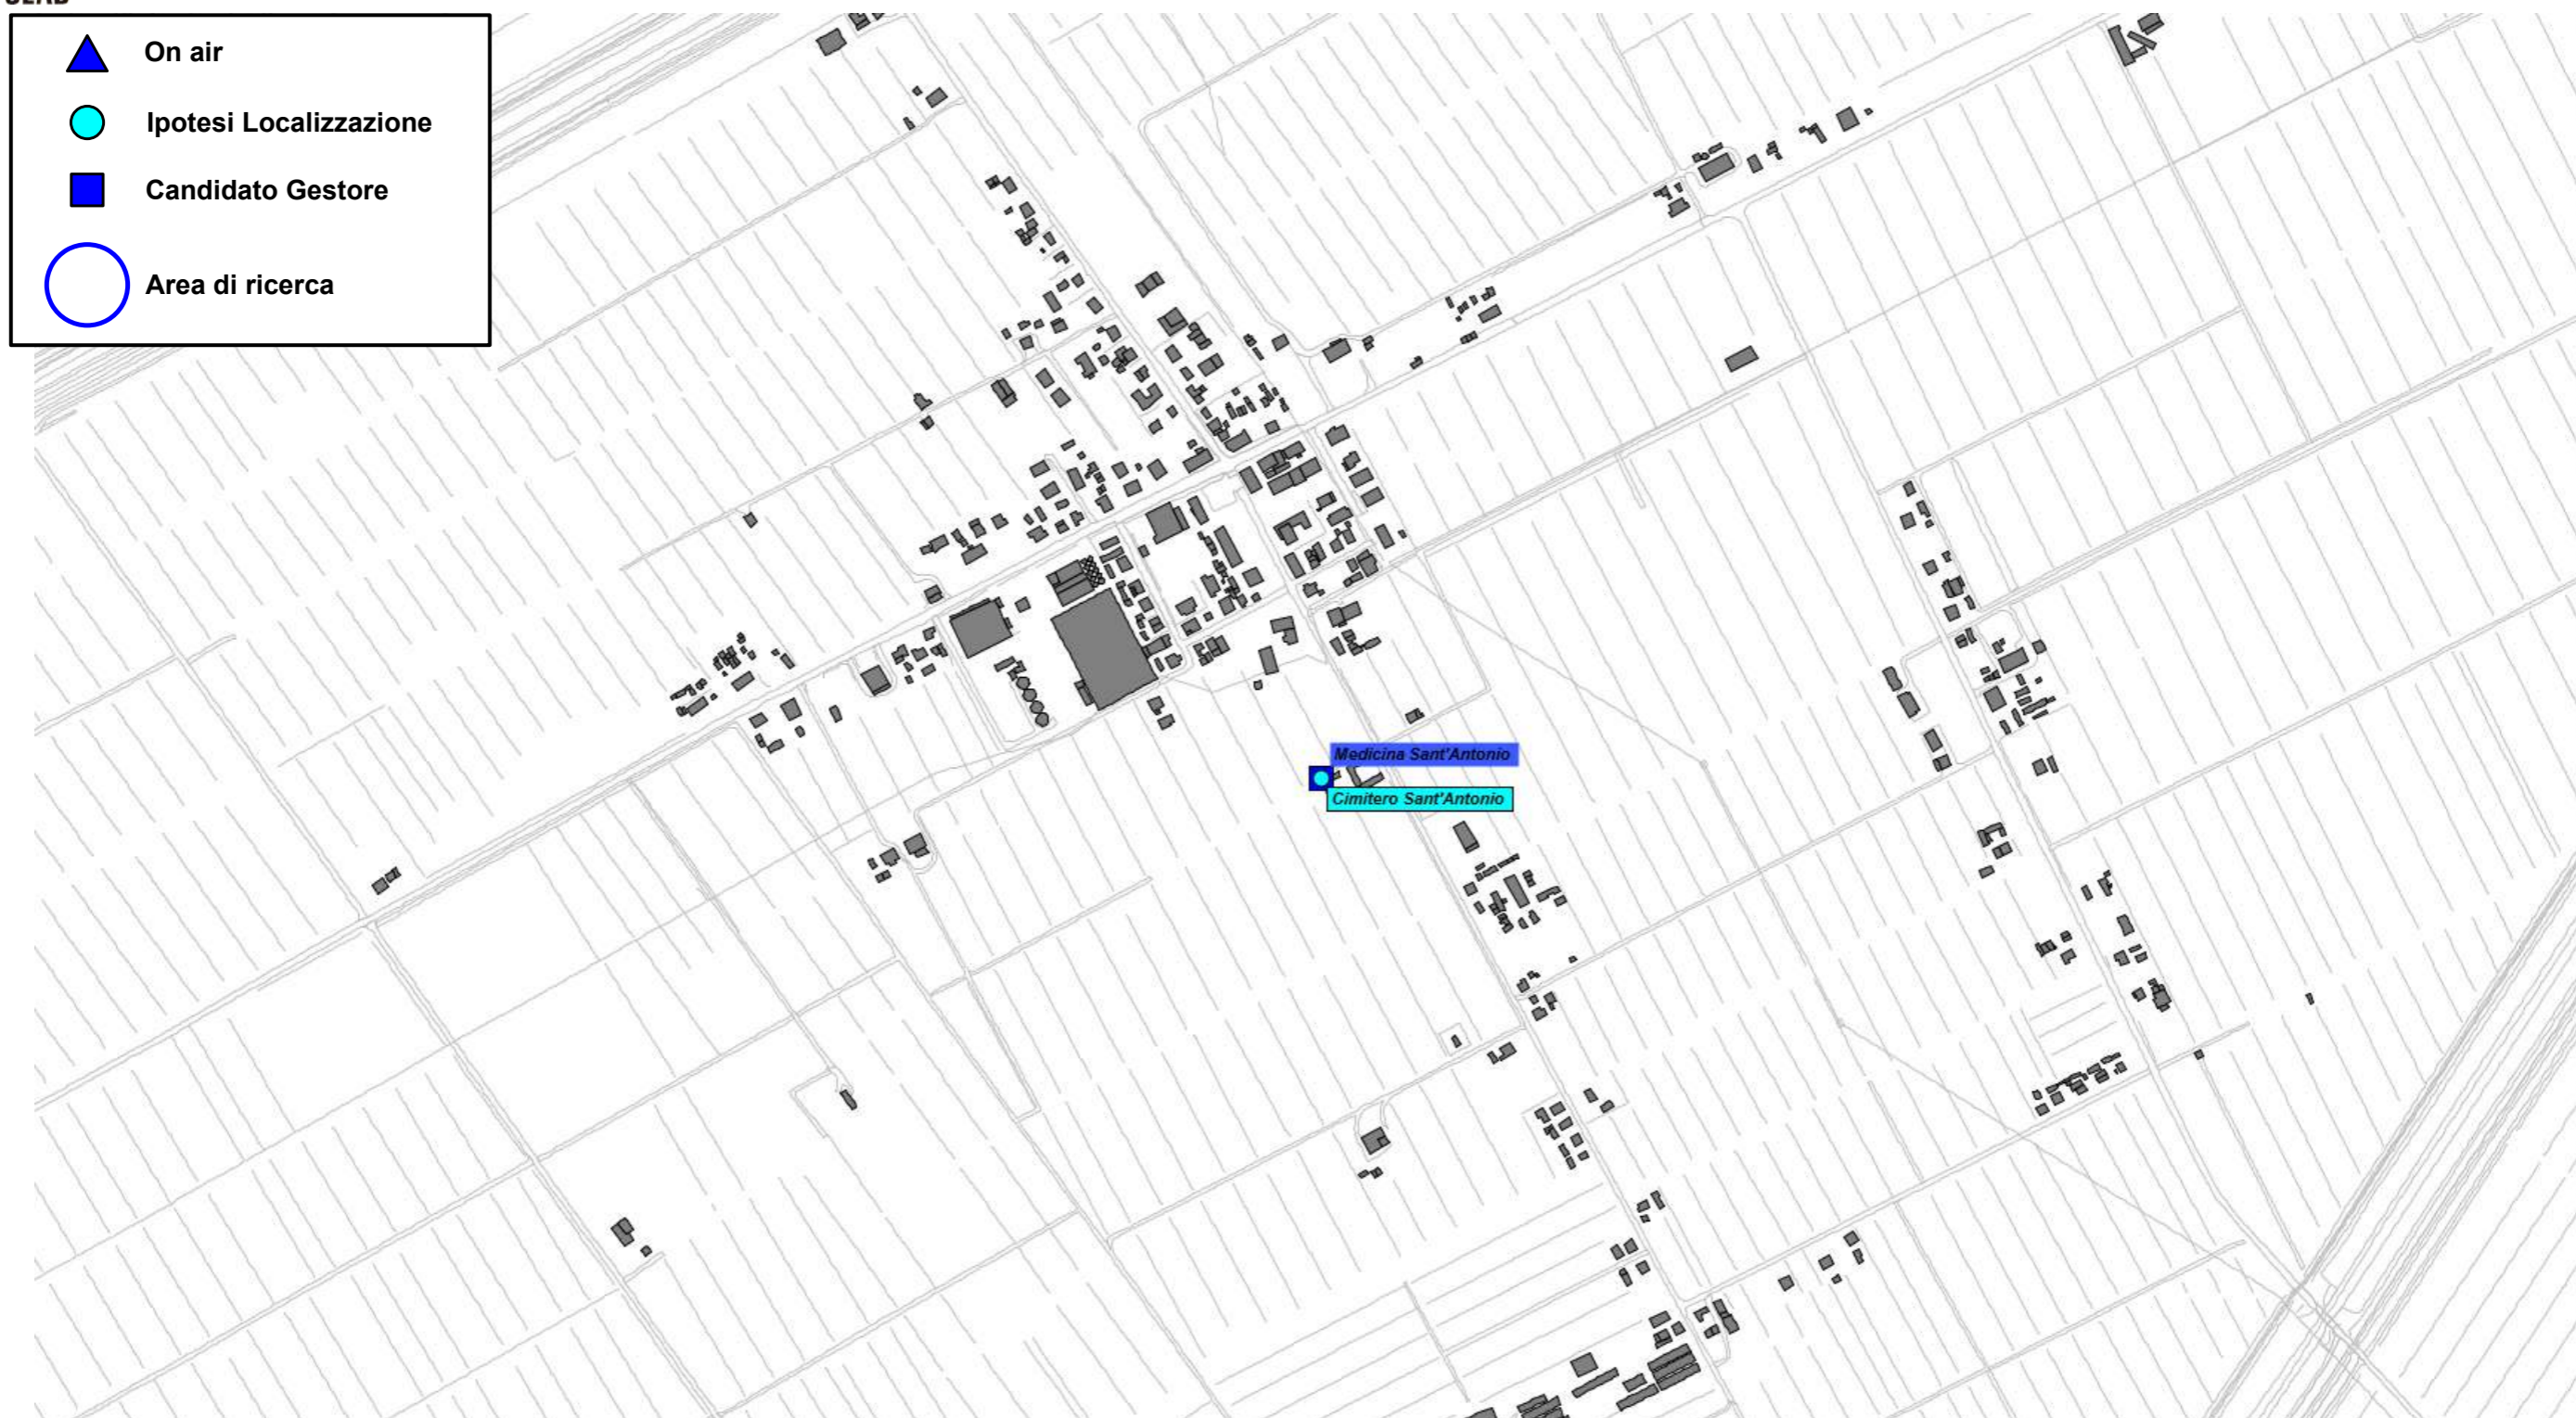 On air
Ipotesi Localizzazione
Candidato Gestore
Area di ricerca
Medicina Sant'Antonio
Cimitero Sant'Antonio